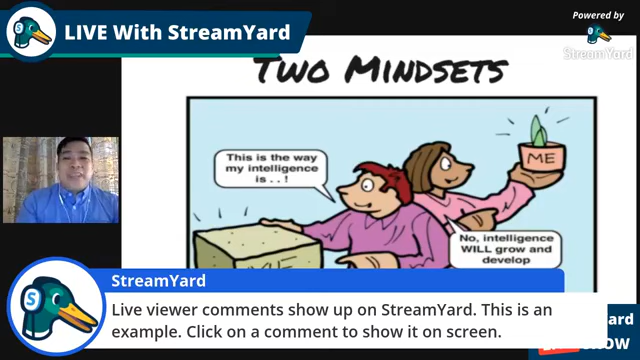 LIVE With StreamYard
Powered by
StreamYard
TWO MINDSETS
This is the way
my intelligence
is . . !
ME
No, intelligence
WILL grow and
develop
ME
StreamYard
Live viewer comments show up on StreamYard. This is an
example. Click on a comment to show it on screen.